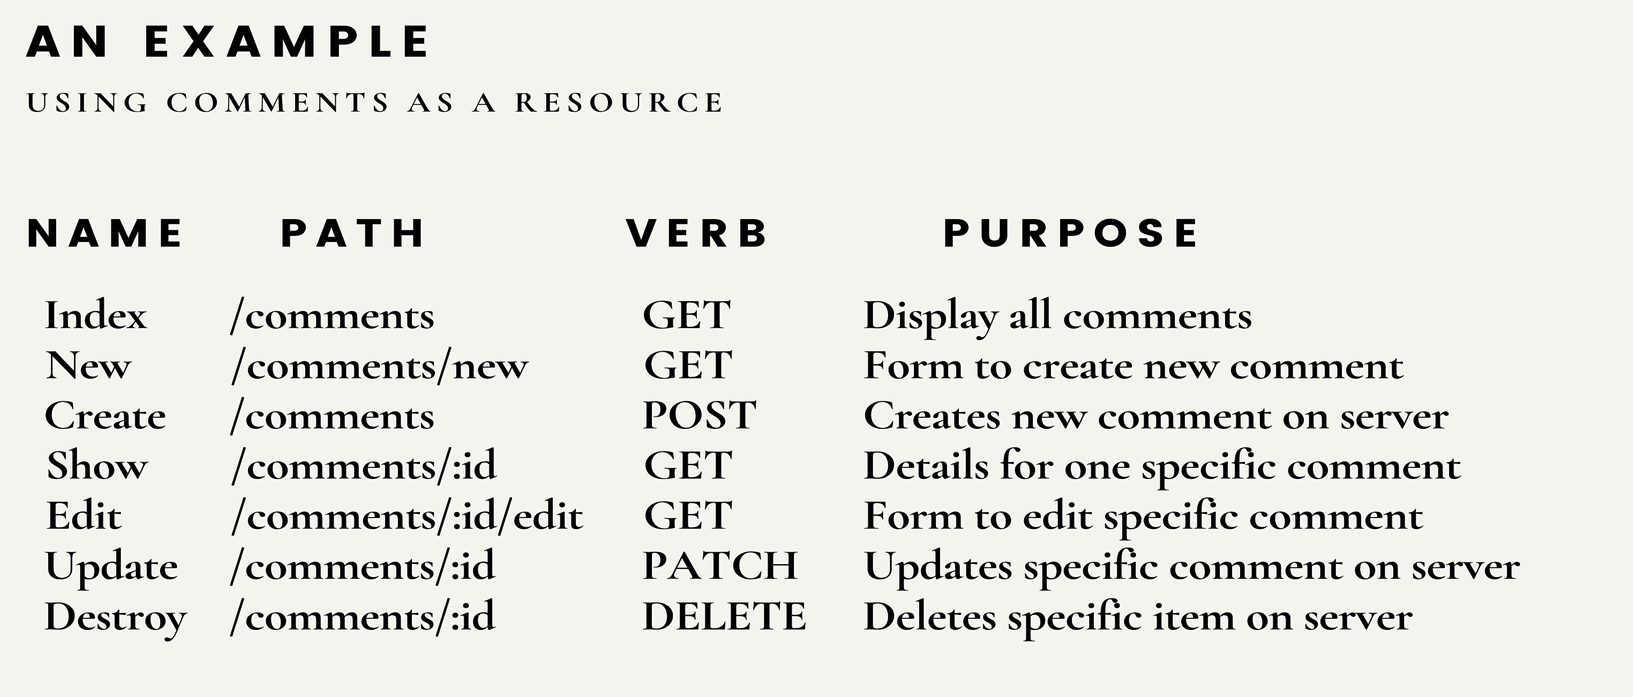 AN EXAMPLE
USING COMMENTS AS A RESOURCE
NAME PATH VERB PURPOSE
Index /comments GET Display all comments
New /comments/new GET Form to create new comment
Create /comments POST Creates new comment on server
Show /comments/:id GET Details for one specific comment
Edit /comments/:id/edit GET Form to edit specific comment
Update /comments/:id PATCH Updates specific comment on server
Destroy /comments/:id DELETE Deletes specific item on server